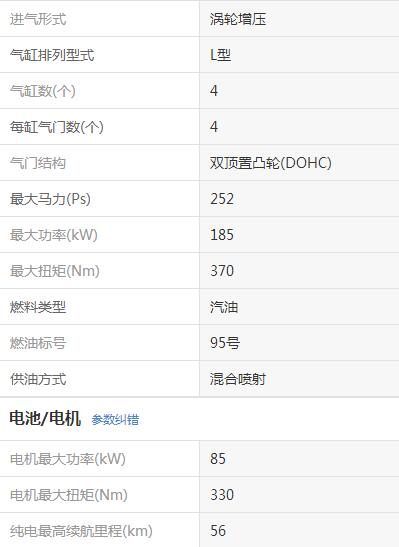 进气形式 涡轮增压
气缸排列型式 L型
气缸数(个) 4
每缸气门数(个) 4
气门结构 双顶置凸轮(DOHC)
最大马力(Ps) 252
最大功率(kW) 185
最大扭矩(Nm) 370
燃料类型 汽油
燃油标号 95号
供油方式 混合喷射
电池/电机 参数纠错
电机最大功率(kW) 85
电机最大扭矩(Nm) 330
纯电最高续航里程(km) 56